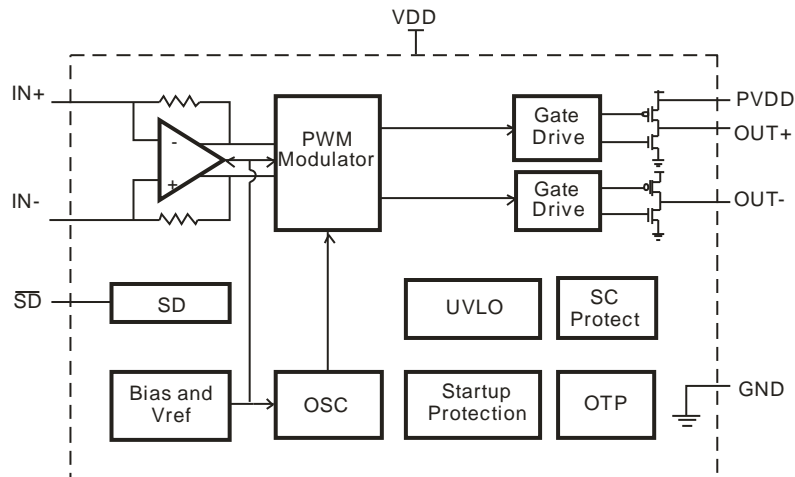 VDD
IN+
PVDD
PWM
Modulator
Gate
Drive
OUT+
-
+
IN-
Gate
Drive
OUT-
SD
SD
UVLO
SC
Protect
Bias and
Vref
OSC
Startup
Protection
OTP
GND